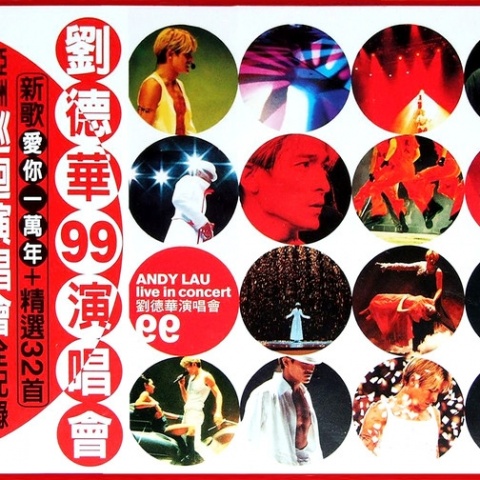 劉德華99演唱會
新歌愛你一萬年+精選32首
亞洲巡迴演唱會全紀錄
ANDY LAU
live in concert
劉德華演唱會
99